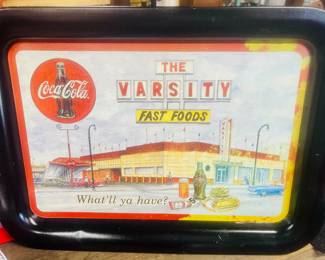 Coca-Cola
THE
VARSITY
FAST FOODS
What'll ya have?